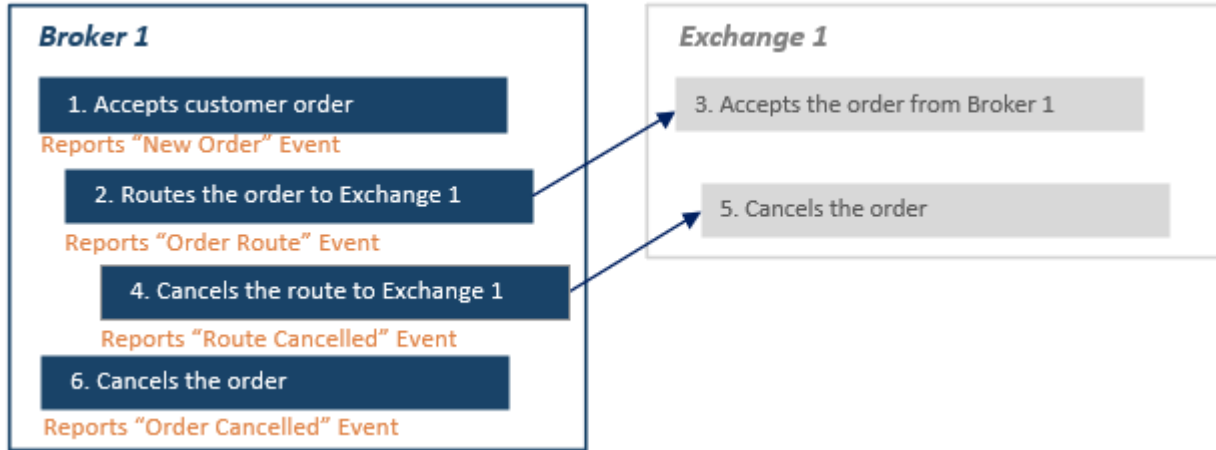 Broker 1
1. Accepts customer order
Reports “New Order” Event
2. Routes the order to Exchange 1
Reports “Order Route” Event
4. Cancels the route to Exchange 1
Reports “Route Cancelled” Event
6. Cancels the order
Reports “Order Cancelled” Event
Exchange 1
3. Accepts the order from Broker 1
5. Cancels the order